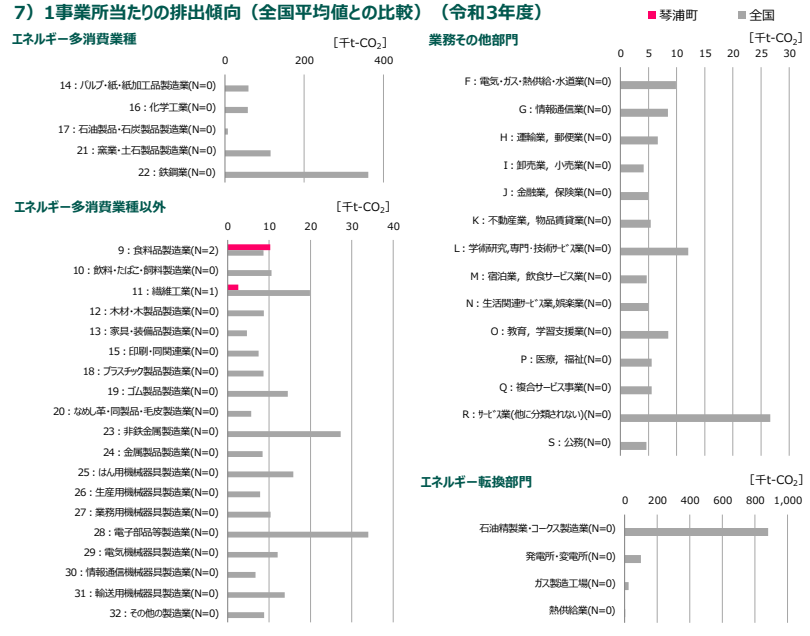 7）1事業所当たりの排出傾向（全国平均値との比較）（令和3年度）
琴浦町 全国
エネルギー多消費業種
[千t-CO2]
0 200 400
14：パルプ・紙・紙加工品製造業(N=0)
16：化学工業(N=0)
17：石油製品・石炭製品製造業(N=0)
21：窯業・土石製品製造業(N=0)
22：鉄鋼業(N=0)
エネルギー多消費業種以外
[千t-CO2]
0 10 20 30 40
9：食料品製造業(N=2)
10：飲料・たばこ・飼料製造業(N=0)
11：繊維工業(N=1)
12：木材・木製品製造業(N=0)
13：家具・装備品製造業(N=0)
15：印刷・同関連業(N=0)
18：プラスチック製品製造業(N=0)
19：ゴム製品製造業(N=0)
20：なめし革・同製品・毛皮製造業(N=0)
23：非鉄金属製造業(N=0)
24：金属製品製造業(N=0)
25：はん用機械器具製造業(N=0)
26：生産用機械器具製造業(N=0)
27：業務用機械器具製造業(N=0)
28：電子部品等製造業(N=0)
29：電気機械器具製造業(N=0)
30：情報通信機械器具製造業(N=0)
31：輸送用機械器具製造業(N=0)
32：その他の製造業(N=0)
業務その他部門
[千t-CO2]
0 5 10 15 20 25 30
F：電気・ガス・熱供給・水道業(N=0)
G：情報通信業(N=0)
H：運輸業，郵便業(N=0)
I：卸売業，小売業(N=0)
J：金融業，保険業(N=0)
K：不動産業，物品賃貸業(N=0)
L：学術研究,専門・技術ｻｰﾋﾞｽ業(N=0)
M：宿泊業，飲食サービス業(N=0)
N：生活関連ｻｰﾋﾞｽ業,娯楽業(N=0)
O：教育，学習支援業(N=0)
P：医療，福祉(N=0)
Q：複合サービス事業(N=0)
R：ｻｰﾋﾞｽ業(他に分類されない)(N=0)
S：公務(N=0)
エネルギー転換部門
[千t-CO2]
0 200 400 600 800 1,000
石油精製業・コークス製造業(N=0)
発電所・変電所(N=0)
ガス製造工場(N=0)
熱供給業(N=0)